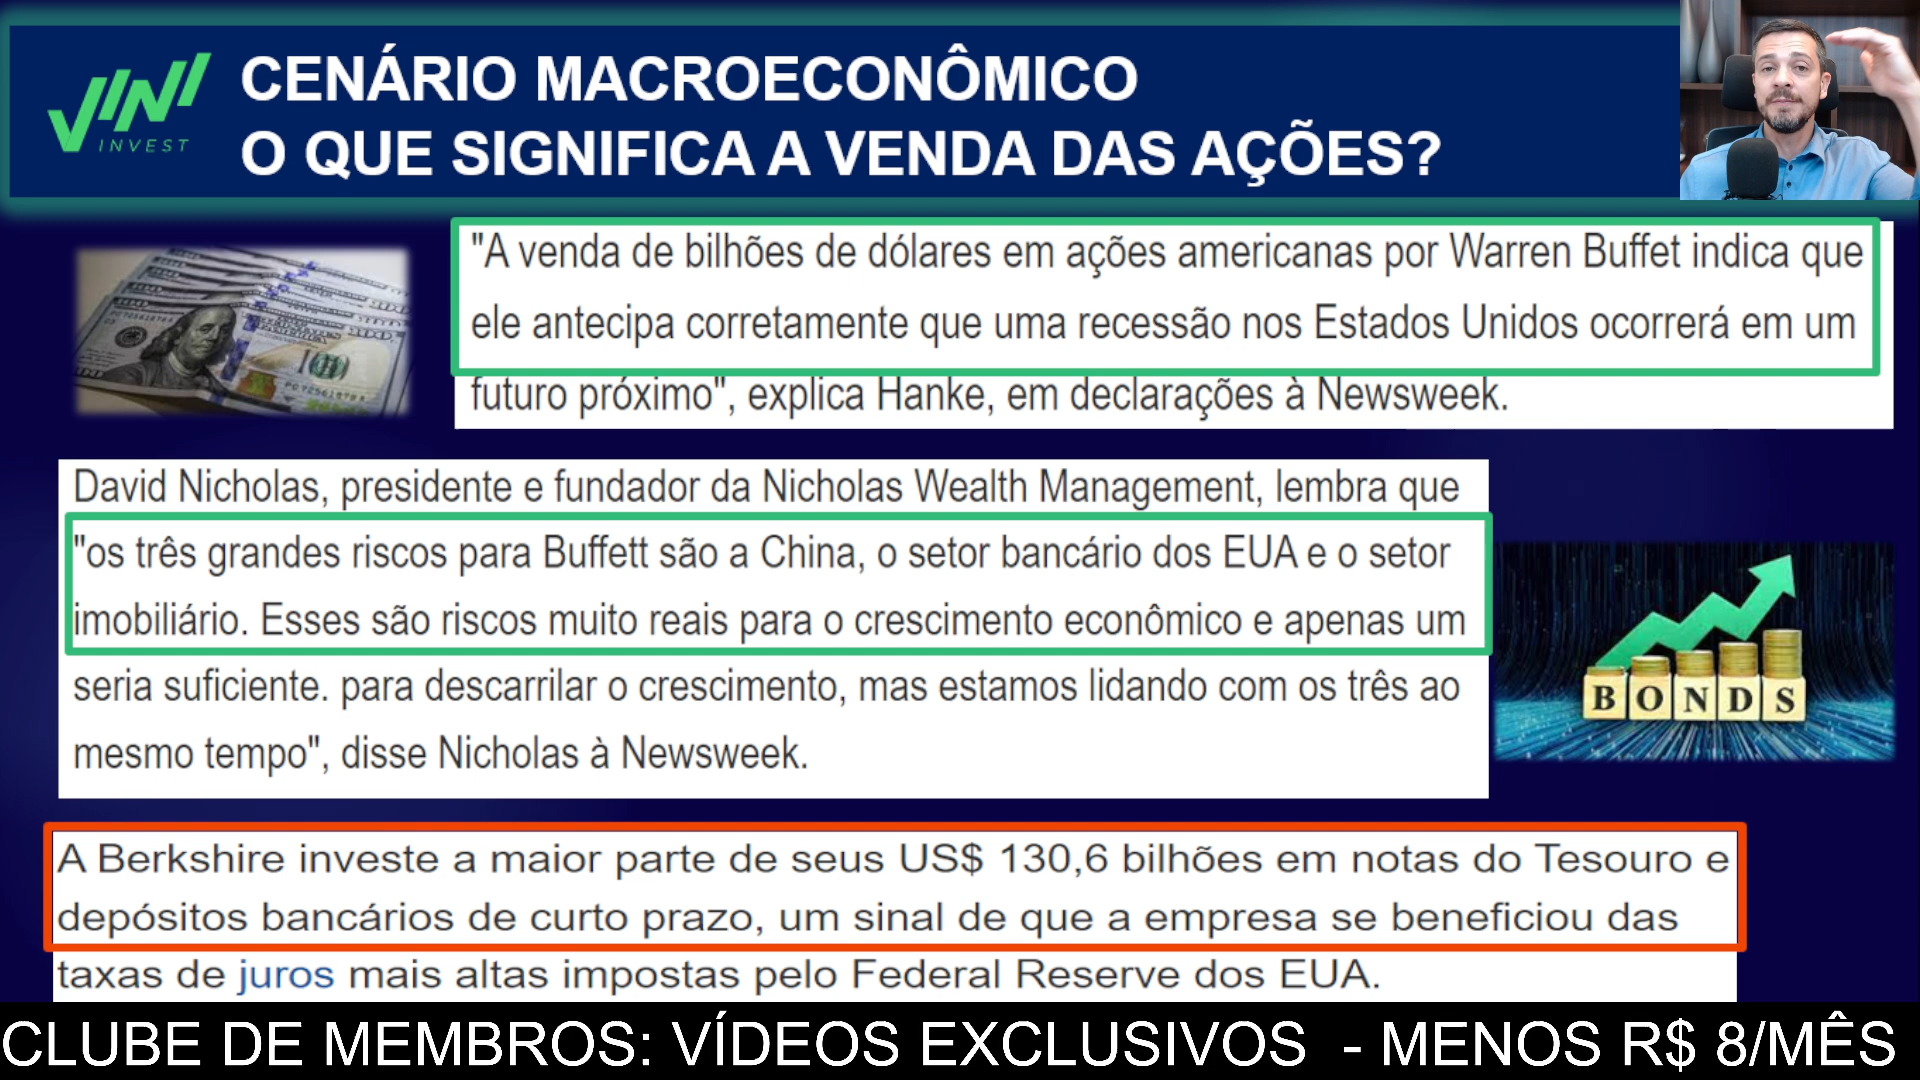 VINI
INVEST
CENÁRIO MACROECONÔMICO
O QUE SIGNIFICA A VENDA DAS AÇÕES?
"A venda de bilhões de dólares em ações americanas por Warren Buffet indica que
ele antecipa corretamente que uma recessão nos Estados Unidos ocorrerá em um
futuro próximo", explica Hanke, em declarações à Newsweek.
David Nicholas, presidente e fundador da Nicholas Wealth Management, lembra que
"os três grandes riscos para Buffett são a China, o setor bancário dos EUA e o setor
imobiliário. Esses são riscos muito reais para o crescimento econômico e apenas um
seria suficiente. para descarrilar o crescimento, mas estamos lidando com os três ao
mesmo tempo", disse Nicholas à Newsweek.
BONDS
A Berkshire investe a maior parte de seus US$ 130,6 bilhões em notas do Tesouro e
depósitos bancários de curto prazo, um sinal de que a empresa se beneficiou das
taxas de juros mais altas impostas pelo Federal Reserve dos EUA.
CLUBE DE MEMBROS: VÍDEOS EXCLUSIVOS - MENOS R$ 8/MÊS